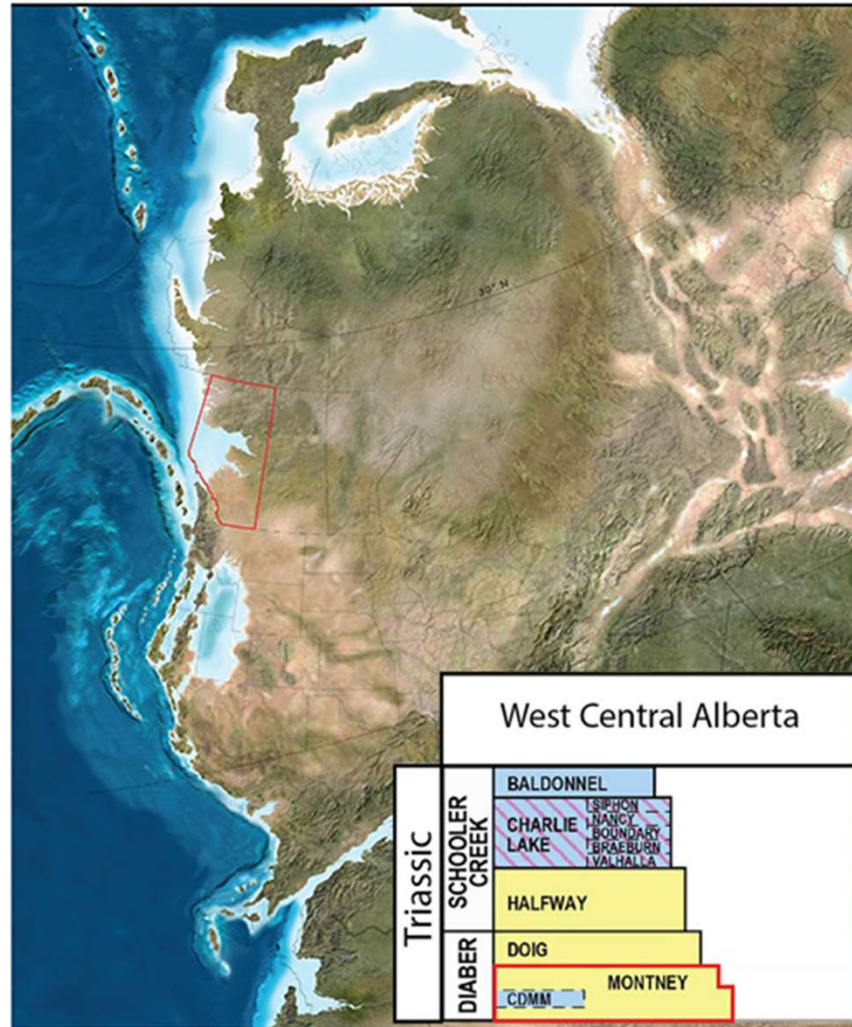 30° N
West Central Alberta
Triassic
SCHOOLER
CREEK
DIABER
BALDONNEL
CHARLIE
LAKE
SIPHON
NANCY
BOUNDARY
BRAEBURN
VALHALLA
HALFWAY
DOIG
MONTNEY
CDMM